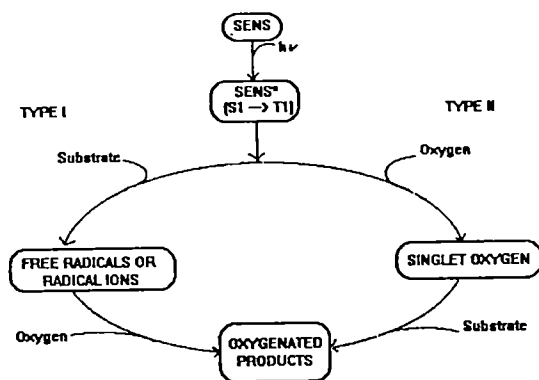 SENS
hν
SENS*
(S1 → T1)
TYPE I
TYPE II
Substrate
Oxygen
FREE RADICALS OR
RADICAL IONS
SINGLET OXYGEN
Oxygen
Substrate
OXYGENATED
PRODUCTS